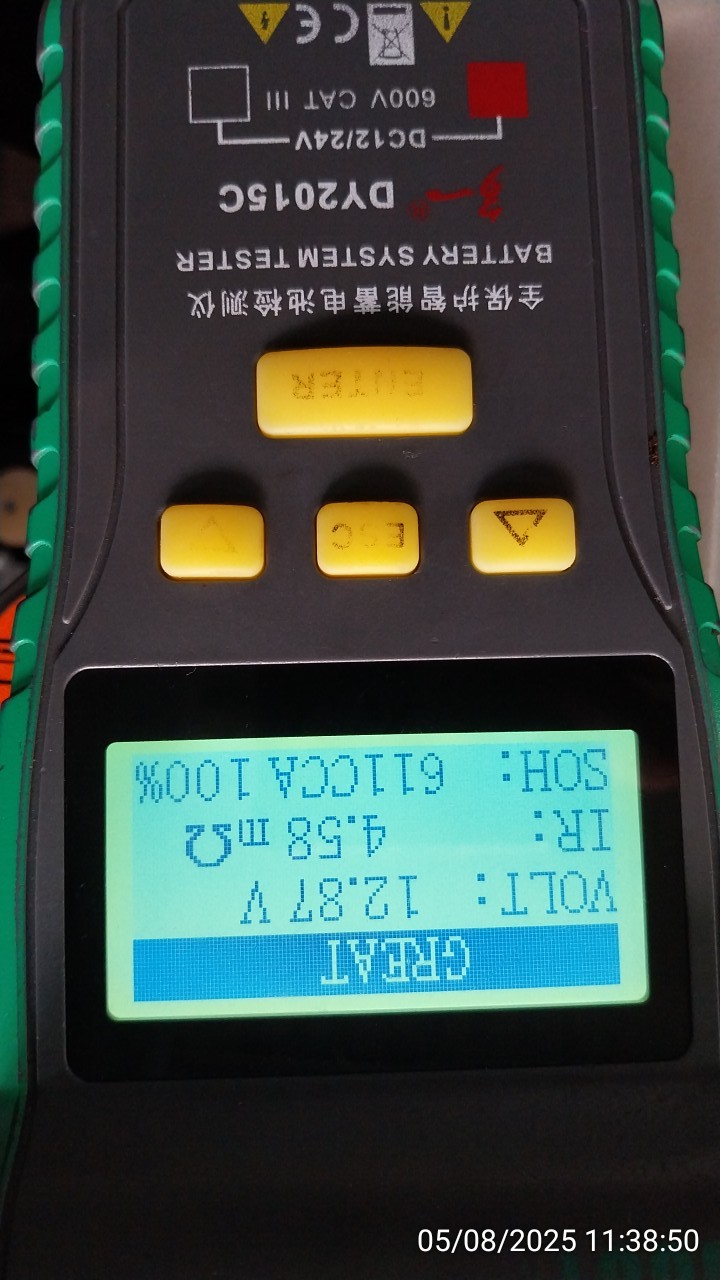 GREAT
VOLT: 12.87 V
IR: 4.58 mΩ
SOH: 611CCA 100%
ESC
ENTER
全保护智能蓄电池检测仪
BATTERY SYSTEM TESTER
DY2015C
DC12/24V
600V CAT III
CE
05/08/2025 11:38:50